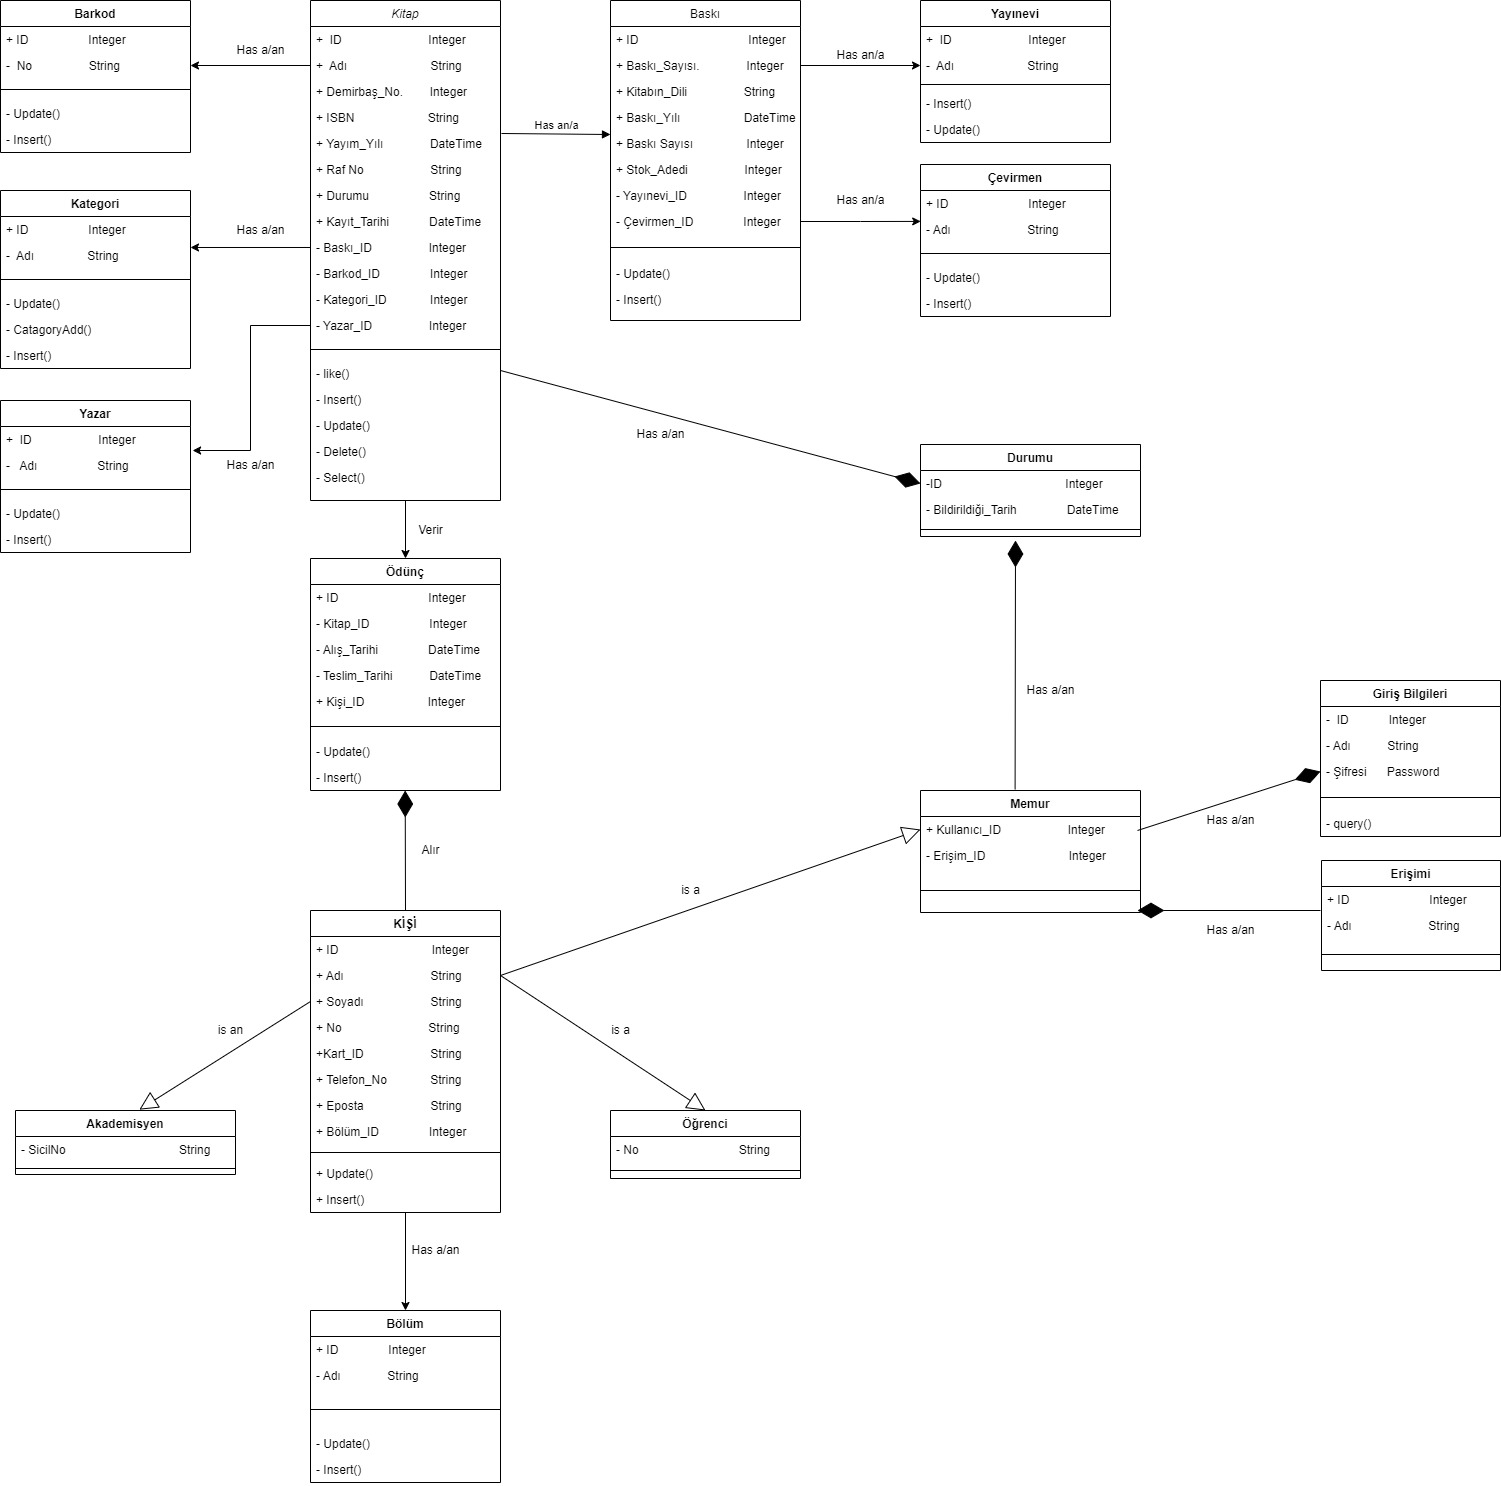 Barkod
+ ID Integer
- No String
- Update()
- Insert()
Has a/an
Kitap
+ ID Integer
+ Adı String
+ Demirbaş_No. Integer
+ ISBN String
+ Yayım_Yılı DateTime
+ Raf No String
+ Durumu String
+ Kayıt_Tarihi DateTime
- Baskı_ID Integer
- Barkod_ID Integer
- Kategori_ID Integer
- Yazar_ID Integer
- like()
- Insert()
- Update()
- Delete()
- Select()
Has an/a
Baskı
+ ID Integer
+ Baskı_Sayısı. Integer
+ Kitabın_Dili String
+ Baskı_Yılı DateTime
+ Baskı Sayısı Integer
+ Stok_Adedi Integer
- Yayınevi_ID Integer
- Çevirmen_ID Integer
- Update()
- Insert()
Has an/a
Yayınevi
+ ID Integer
- Adı String
- Insert()
- Update()
Has an/a
Çevirmen
+ ID Integer
- Adı String
- Update()
- Insert()
Kategori
+ ID Integer
- Adı String
- Update()
- CatagoryAdd()
- Insert()
Has a/an
Yazar
+ ID Integer
- Adı String
- Update()
- Insert()
Has a/an
Has a/an
Durumu
-ID Integer
- Bildirildiği_Tarih DateTime
Verir
Ödünç
+ ID Integer
- Kitap_ID Integer
- Alış_Tarihi DateTime
- Teslim_Tarihi DateTime
+ Kişi_ID Integer
- Update()
- Insert()
Has a/an
Giriş Bilgileri
- ID Integer
- Adı String
- Şifresi Password
- query()
Has a/an
Memur
+ Kullanıcı_ID Integer
- Erişim_ID Integer
Erişimi
+ ID Integer
- Adı String
Has a/an
Alır
is a
KİŞİ
+ ID Integer
+ Adı String
+ Soyadı String
+ No String
+Kart_ID String
+ Telefon_No String
+ Eposta String
+ Bölüm_ID Integer
+ Update()
+ Insert()
is an
is a
Akademisyen
- SicilNo String
Öğrenci
- No String
Has a/an
Bölüm
+ ID Integer
- Adı String
- Update()
- Insert()